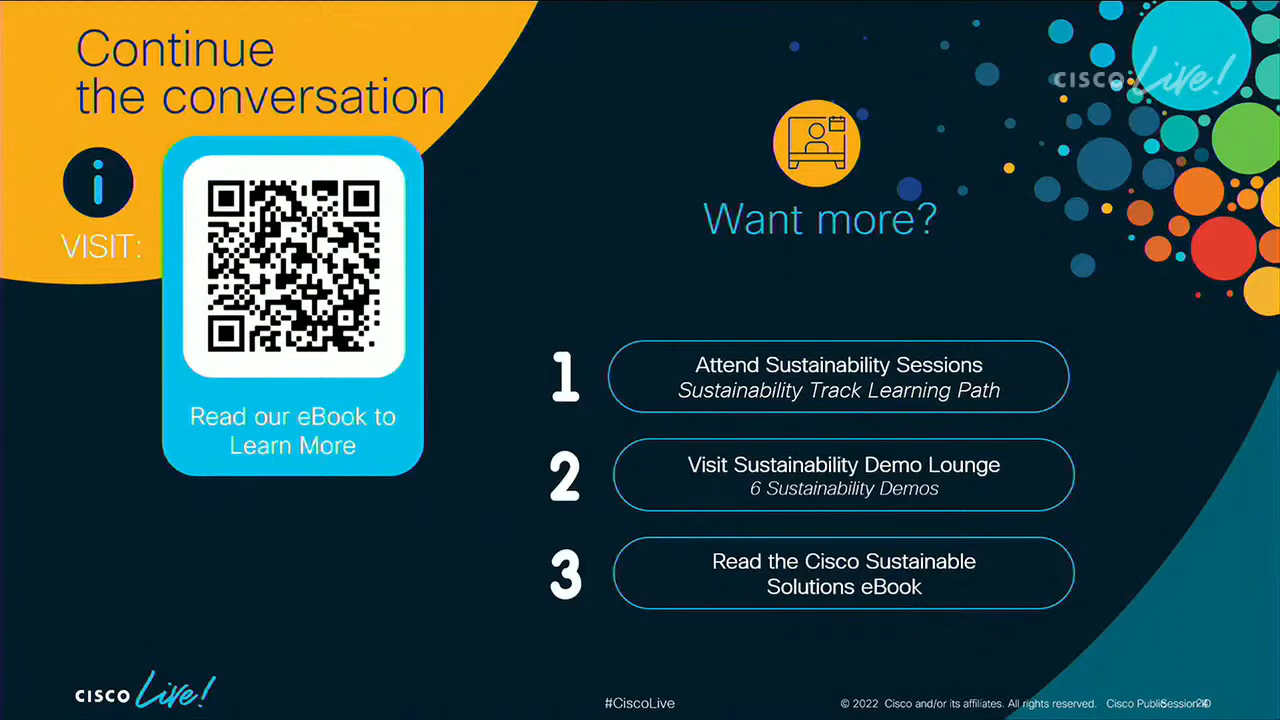 Continue
the conversation
CISCO Live!
i
VISIT:
Want more?
Read our eBook to
Learn More
1
Attend Sustainability Sessions
Sustainability Track Learning Path
2
Visit Sustainability Demo Lounge
6 Sustainability Demos
3
Read the Cisco Sustainable
Solutions eBook
CISCO Live!
#CiscoLive
© 2022 Cisco and/or its affiliates. All rights reserved. Cisco Public